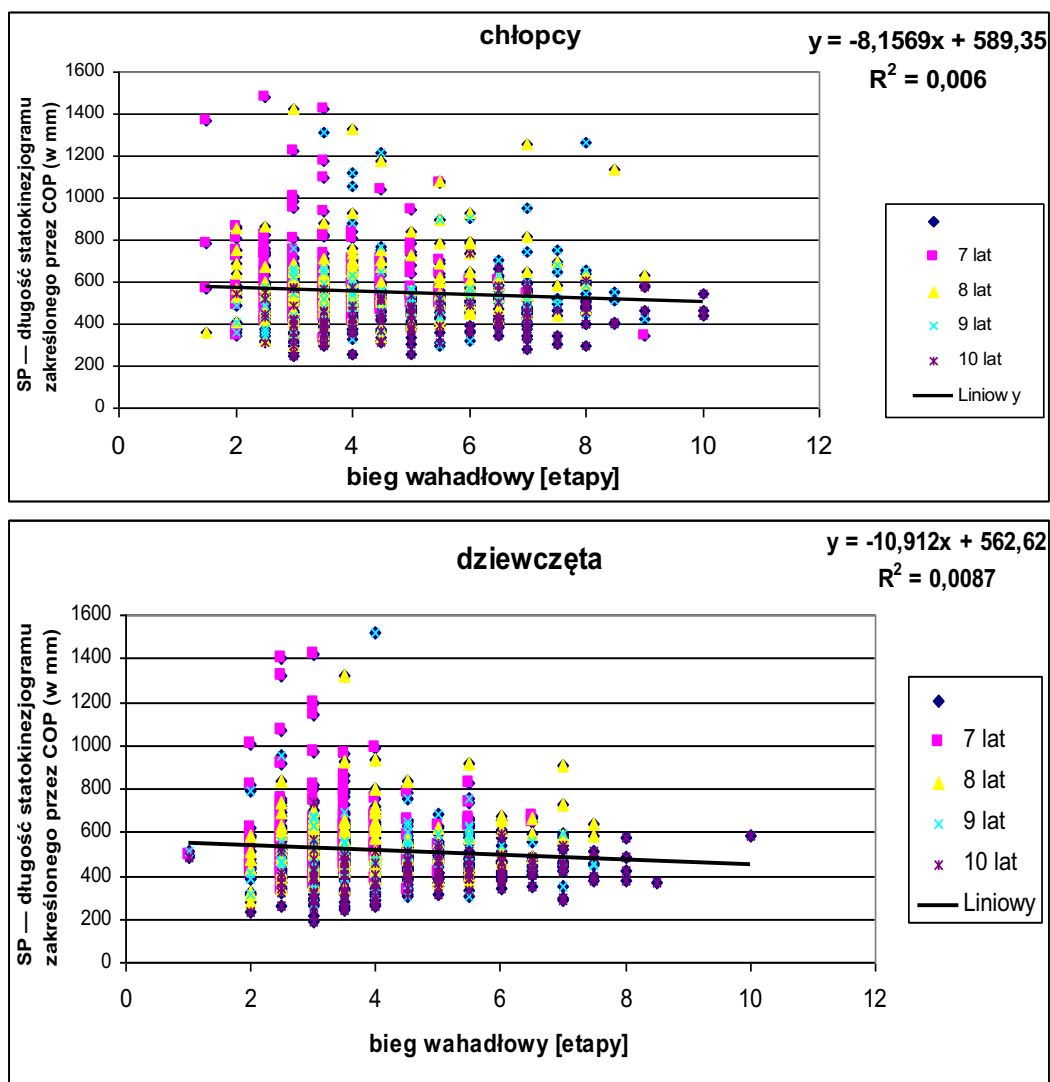 chłopcy
y = -8,1569x + 589,35
R² = 0,006
SP — długość statokinezjogramu
zakreślonego przez COP (w mm)
1600
1400
1200
1000
800
600
400
200
0
0 2 4 6 8 10 12
bieg wahadłowy [etapy]
7 lat
8 lat
9 lat
10 lat
Liniow y
dziewczęta
y = -10,912x + 562,62
R² = 0,0087
SP — długość statokinezjogramu
zakreślonego przez COP (w mm)
1600
1400
1200
1000
800
600
400
200
0
0 2 4 6 8 10 12
bieg wahadłowy [etapy]
7 lat
8 lat
9 lat
10 lat
Liniowy